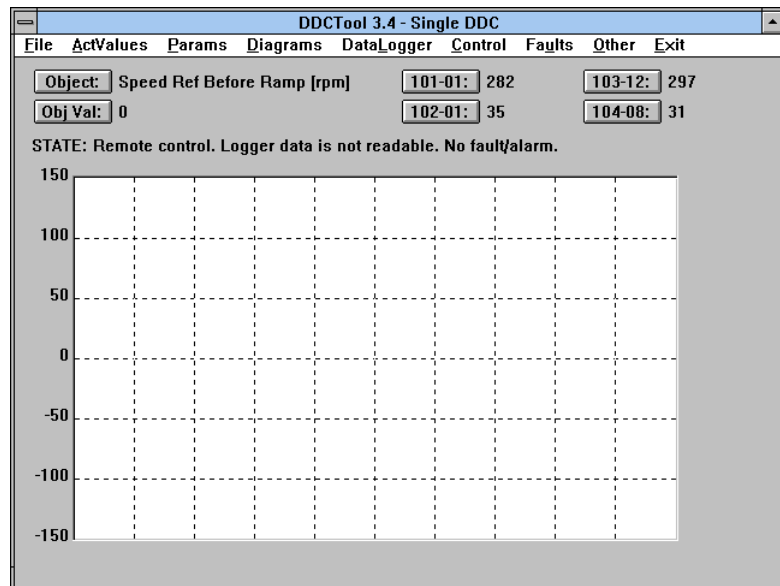 DDCTool 3.4 - Single DDC
File ActValues Params Diagrams DataLogger Control Faults Other Exit
Object: Speed Ref Before Ramp [rpm] 101-01: 282 103-12: 297
Obj Val: 0 102-01: 35 104-08: 31
STATE: Remote control. Logger data is not readable. No fault/alarm.
150
100
50
0
-50
-100
-150